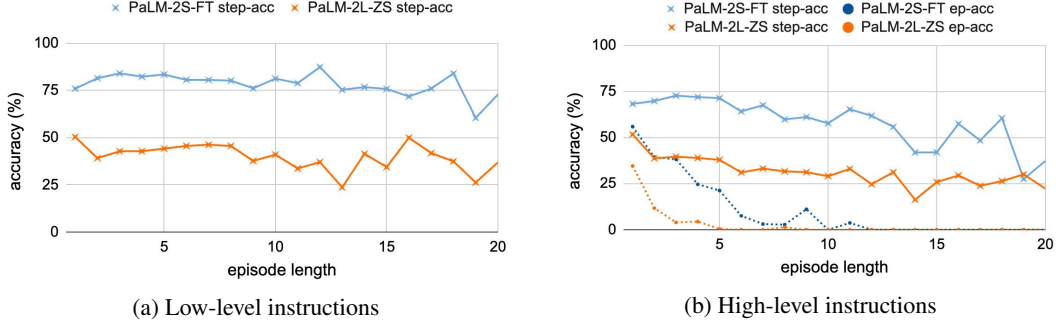 PaLM-2S-FT step-acc PaLM-2L-ZS step-acc
100
75
50
25
0
accuracy (%)
5 10 15 20
episode length
(a) Low-level instructions
PaLM-2S-FT step-acc PaLM-2S-FT ep-acc
PaLM-2L-ZS step-acc PaLM-2L-ZS ep-acc
100
75
50
25
0
accuracy (%)
5 10 15 20
episode length
(b) High-level instructions